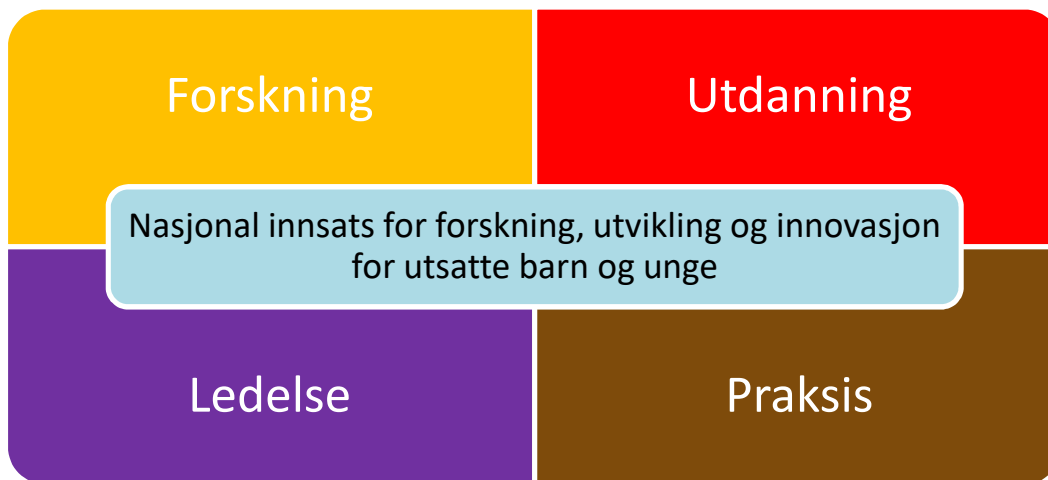 Forskning
Utdanning
Nasjonal innsats for forskning, utvikling og innovasjon
for utsatte barn og unge
Ledelse
Praksis